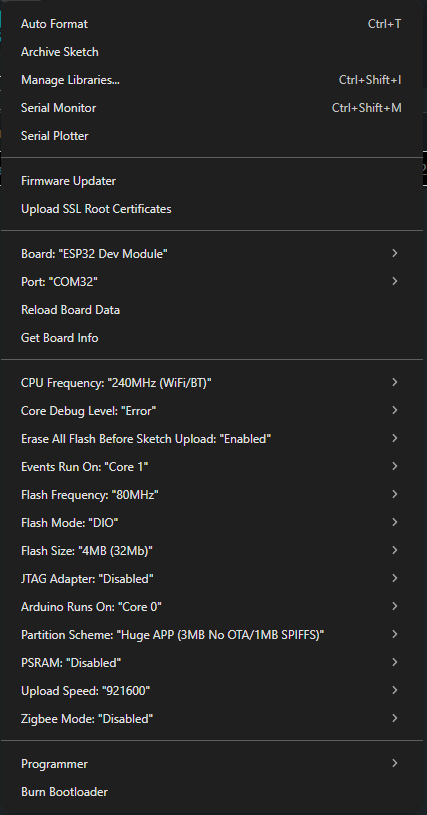 Auto Format Ctrl+T
Archive Sketch
Manage Libraries... Ctrl+Shift+I
Serial Monitor Ctrl+Shift+M
Serial Plotter
Firmware Updater
Upload SSL Root Certificates
Board: "ESP32 Dev Module"
Port: "COM32"
Reload Board Data
Get Board Info
CPU Frequency: "240MHz (WiFi/BT)"
Core Debug Level: "Error"
Erase All Flash Before Sketch Upload: "Enabled"
Events Run On: "Core 1"
Flash Frequency: "80MHz"
Flash Mode: "DIO"
Flash Size: "4MB (32Mb)"
JTAG Adapter: "Disabled"
Arduino Runs On: "Core 0"
Partition Scheme: "Huge APP (3MB No OTA/1MB SPIFFS)"
PSRAM: "Disabled"
Upload Speed: "921600"
Zigbee Mode: "Disabled"
Programmer
Burn Bootloader